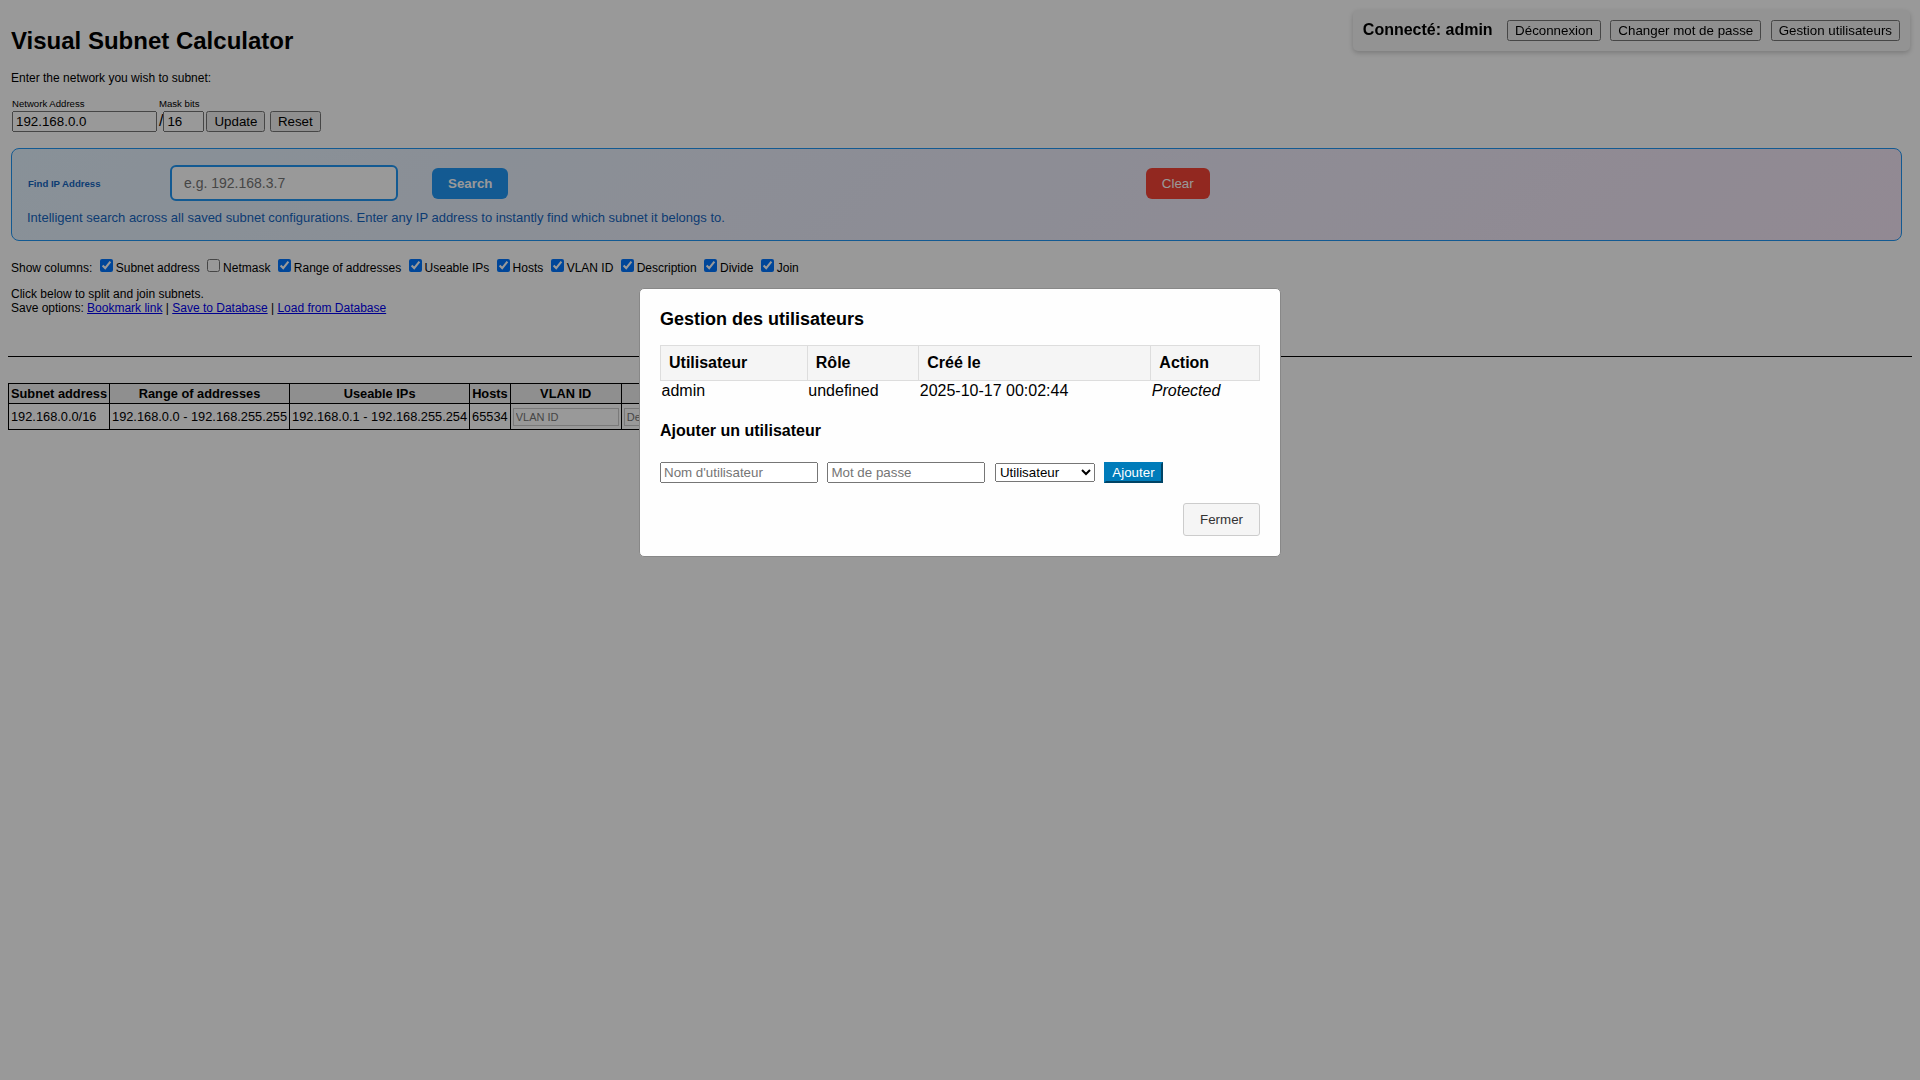 Visual Subnet Calculator
Connecté: admin Déconnexion Changer mot de passe Gestion utilisateurs
Enter the network you wish to subnet:
Network Address Mask bits
192.168.0.0 / 16 Update Reset
Find IP Address e.g. 192.168.3.7 Search Clear
Intelligent search across all saved subnet configurations. Enter any IP address to instantly find which subnet it belongs to.
Show columns: Subnet address Netmask Range of addresses Useable IPs Hosts VLAN ID Description Divide Join
Click below to split and join subnets.
Save options: Bookmark link | Save to Database | Load from Database
Subnet address Range of addresses Useable IPs Hosts VLAN ID
192.168.0.0/16 192.168.0.0 - 192.168.255.255 192.168.0.1 - 192.168.255.254 65534 VLAN ID De
Gestion des utilisateurs
Utilisateur Rôle Créé le Action
admin undefined 2025-10-17 00:02:44 Protected
Ajouter un utilisateur
Nom d'utilisateur Mot de passe Utilisateur Ajouter
Fermer